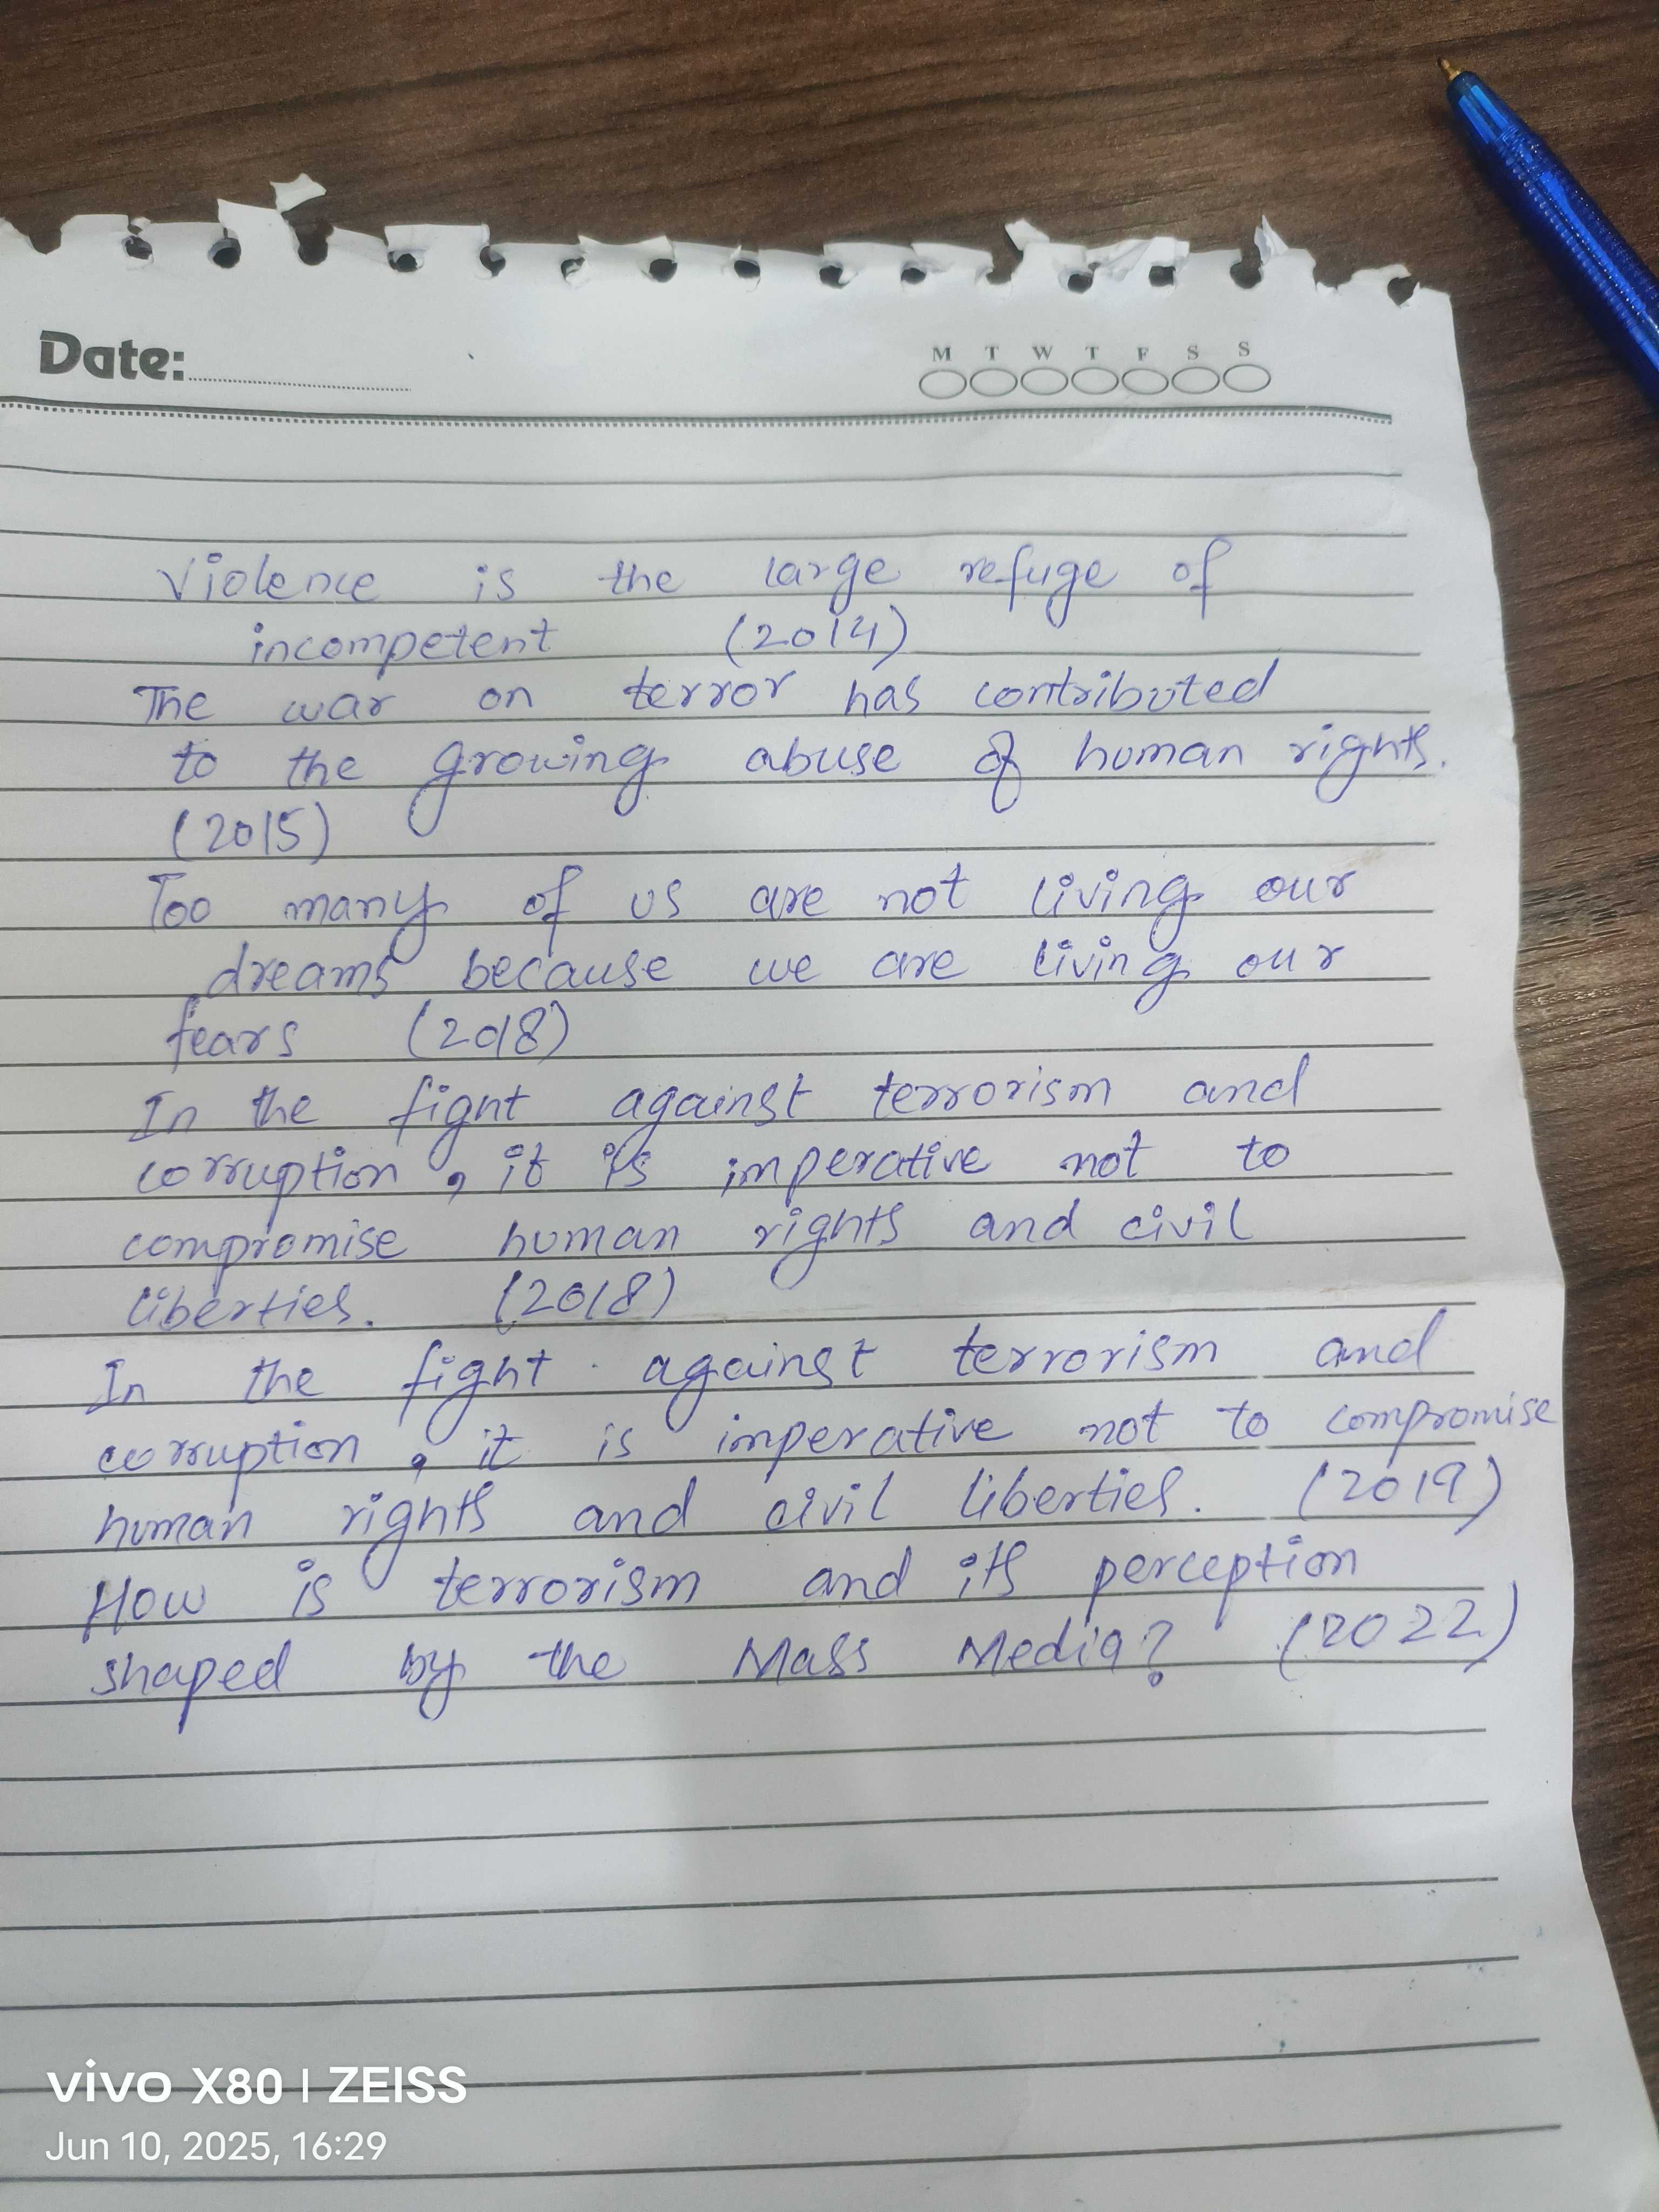 Date:
M T W T F S S
Violence is the large refuge of
incompetent (2014)
The war on terror has contributed
to the growing abuse of human rights.
(2015)
Too many of us are not living our
dreams because we are living our
fears (2018)
In the fight against terrorism and
corruption, it is imperative not to
compromise human rights and civil
liberties. (2018)
In the fight against terrorism and
corruption, it is imperative not to compromise
human rights and civil liberties. (2019)
How is terrorism and its perception
shaped by the Mass Media? (2022)
vivo X80 | ZEISS
Jun 10, 2025, 16:29